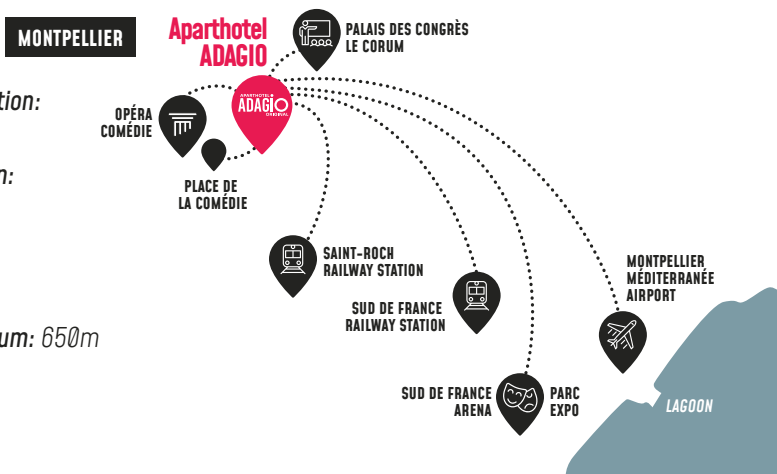 MONTPELLIER
Aparthotel
ADAGIO
PALAIS DES CONGRÈS
LE CORUM
tion:
OPÉRA
COMÉDIE
APARTHOTEL
ADAGIO
ORIGINAL
n:
PLACE DE
LA COMÉDIE
SAINT-ROCH
RAILWAY STATION
MONTPELLIER
MÉDITERRANÉE
AIRPORT
SUD DE FRANCE
RAILWAY STATION
um: 650m
SUD DE FRANCE
ARENA
PARC
EXPO
LAGOON